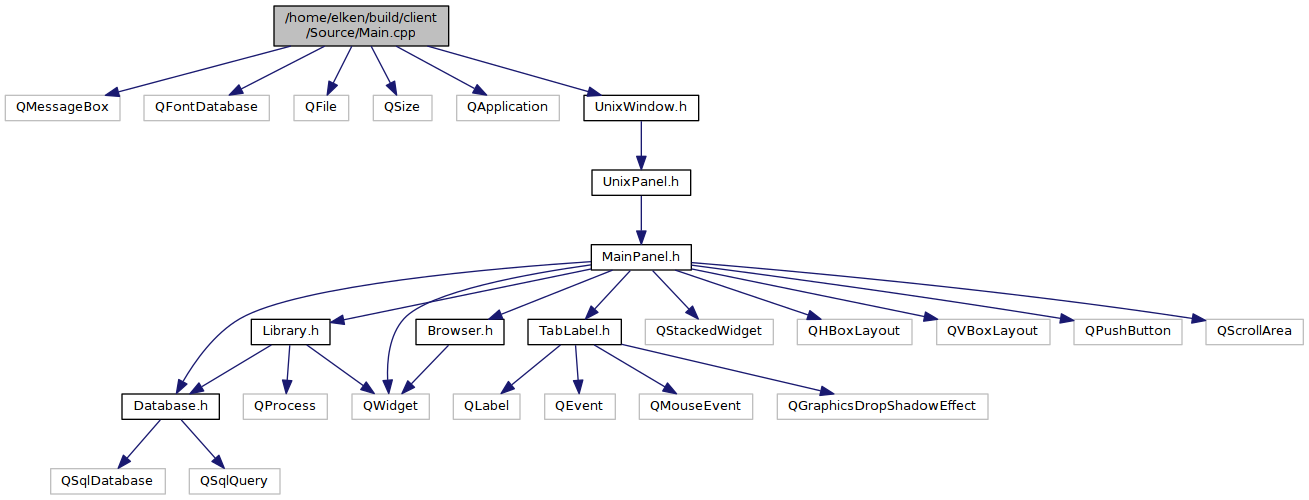 /home/elken/build/client
/Source/Main.cpp
QMessageBox
QFontDatabase
QFile
QSize
QApplication
UnixWindow.h
UnixPanel.h
MainPanel.h
Library.h
Browser.h
TabLabel.h
QStackedWidget
QHBoxLayout
QVBoxLayout
QPushButton
QScrollArea
Database.h
QProcess
QWidget
QLabel
QEvent
QMouseEvent
QGraphicsDropShadowEffect
QSqlDatabase
QSqlQuery